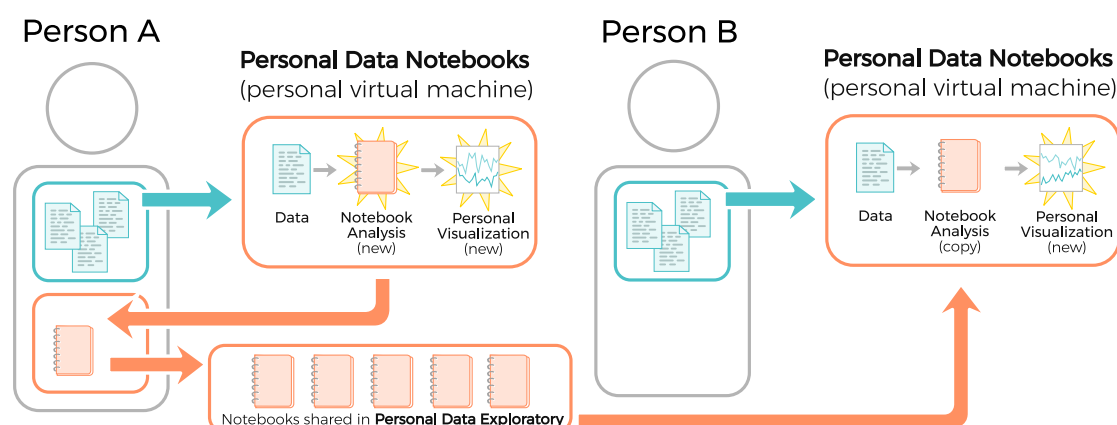 Person A
Personal Data Notebooks
(personal virtual machine)
Data
Notebook
Analysis
(new)
Personal
Visualization
(new)
Notebooks shared in Personal Data Exploratory
Person B
Personal Data Notebooks
(personal virtual machine)
Data
Notebook
Analysis
(copy)
Personal
Visualization
(new)